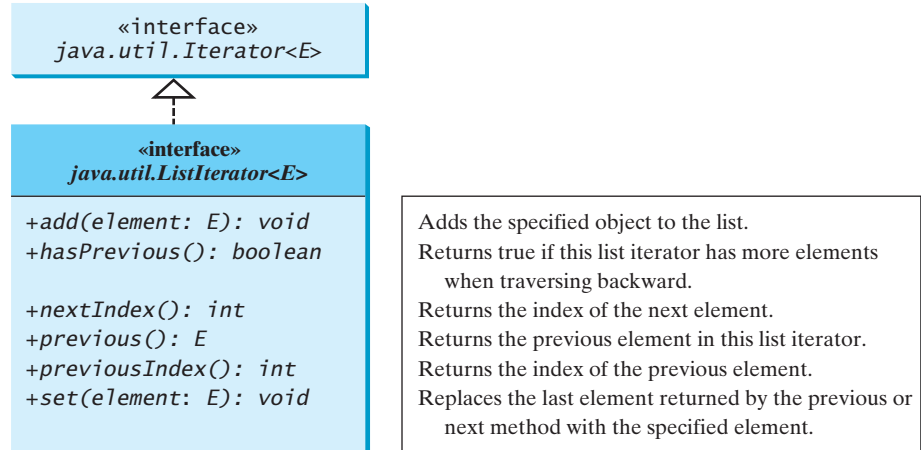 «interface»
java.util.Iterator<E>
«interface»
java.util.ListIterator<E>
+add(element: E): void
+hasPrevious(): boolean
+nextIndex(): int
+previous(): E
+previousIndex(): int
+set(element: E): void
Adds the specified object to the list.
Returns true if this list iterator has more elements
when traversing backward.
Returns the index of the next element.
Returns the previous element in this list iterator.
Returns the index of the previous element.
Replaces the last element returned by the previous or
next method with the specified element.